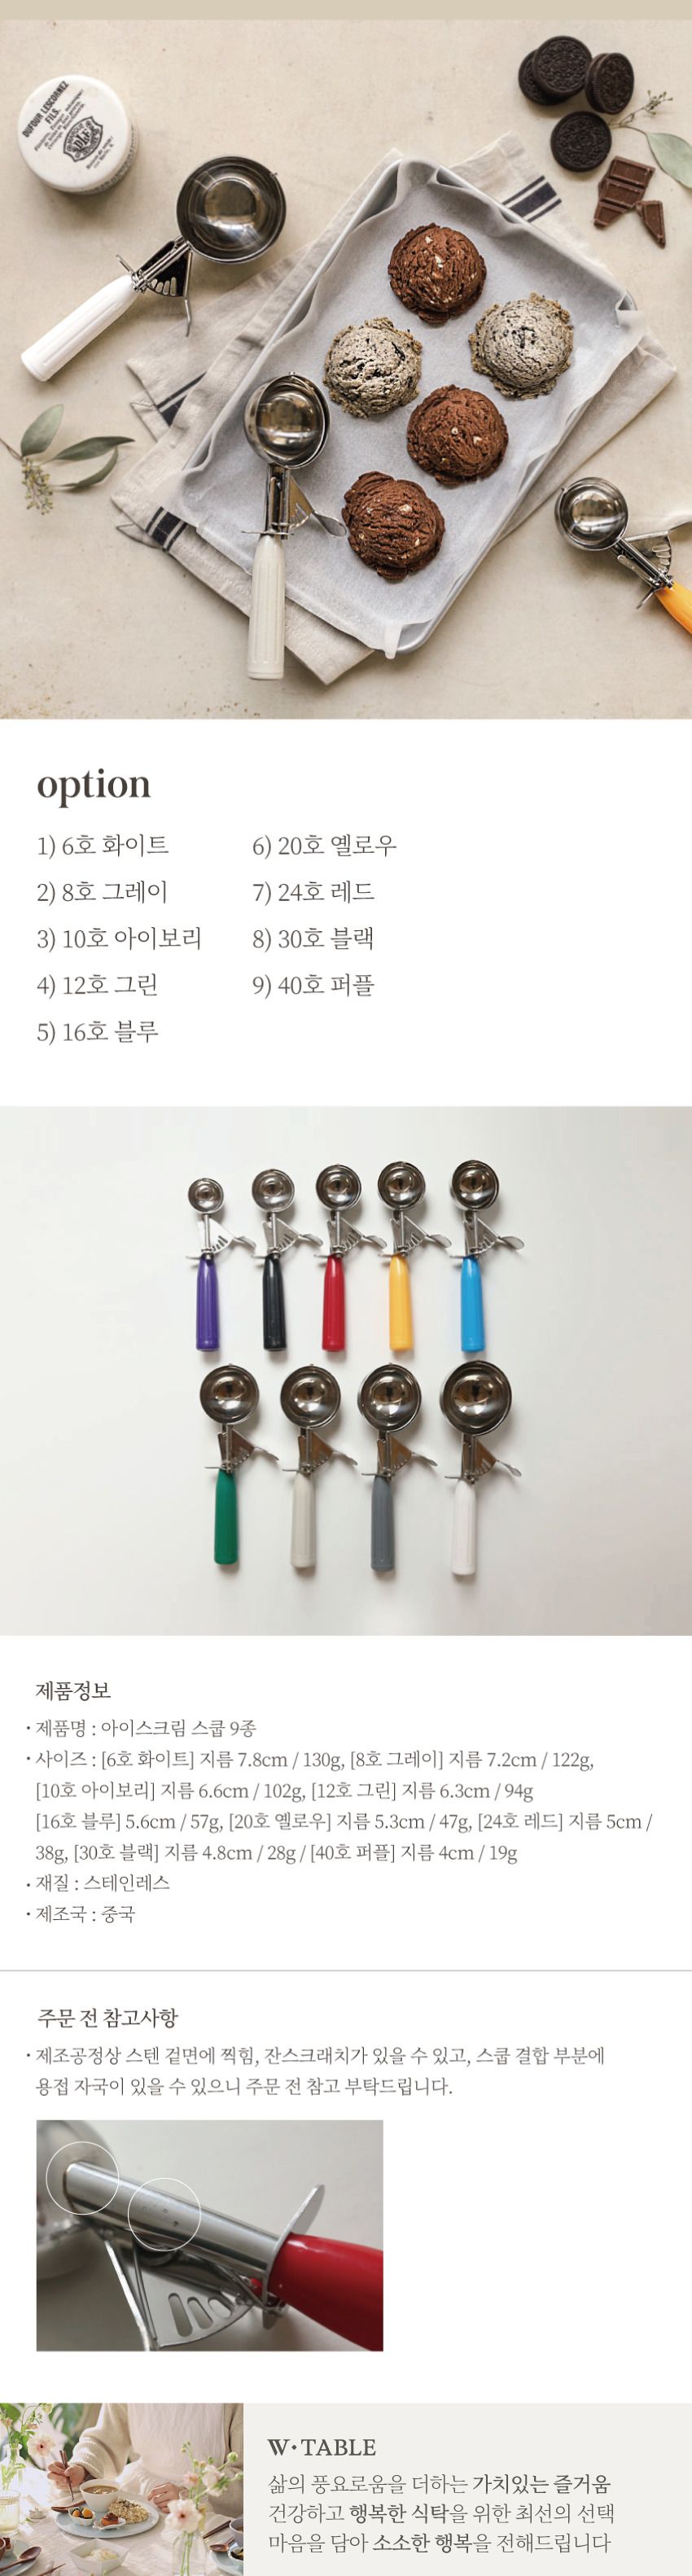 DUFOUR LESCORNEZ
FILS.
option
1) 6호 화이트
2) 8호 그레이
3) 10호 아이보리
4) 12호 그린
5) 16호 블루
6) 20호 옐로우
7) 24호 레드
8) 30호 블랙
9) 40호 퍼플
제품정보
· 제품명 : 아이스크림 스쿱 9종
· 사이즈 : [6호 화이트] 지름 7.8cm / 130g, [8호 그레이] 지름 7.2cm / 122g,
[10호 아이보리] 지름 6.6cm / 102g, [12호 그린] 지름 6.3cm / 94g
[16호 블루] 5.6cm / 57g, [20호 옐로우] 지름 5.3cm / 47g, [24호 레드] 지름 5cm /
38g, [30호 블랙] 지름 4.8cm / 28g / [40호 퍼플] 지름 4cm / 19g
· 재질 : 스테인레스
· 제조국 : 중국
주문 전 참고사항
· 제조공정상 스텐 겉면에 찍힘, 잔스크래치가 있을 수 있고, 스쿱 결합 부분에
용접 자국이 있을 수 있으니 주문 전 참고 부탁드립니다.
W·TABLE
삶의 풍요로움을 더하는 가치있는 즐거움
건강하고 행복한 식탁을 위한 최선의 선택
마음을 담아 소소한 행복을 전해드립니다